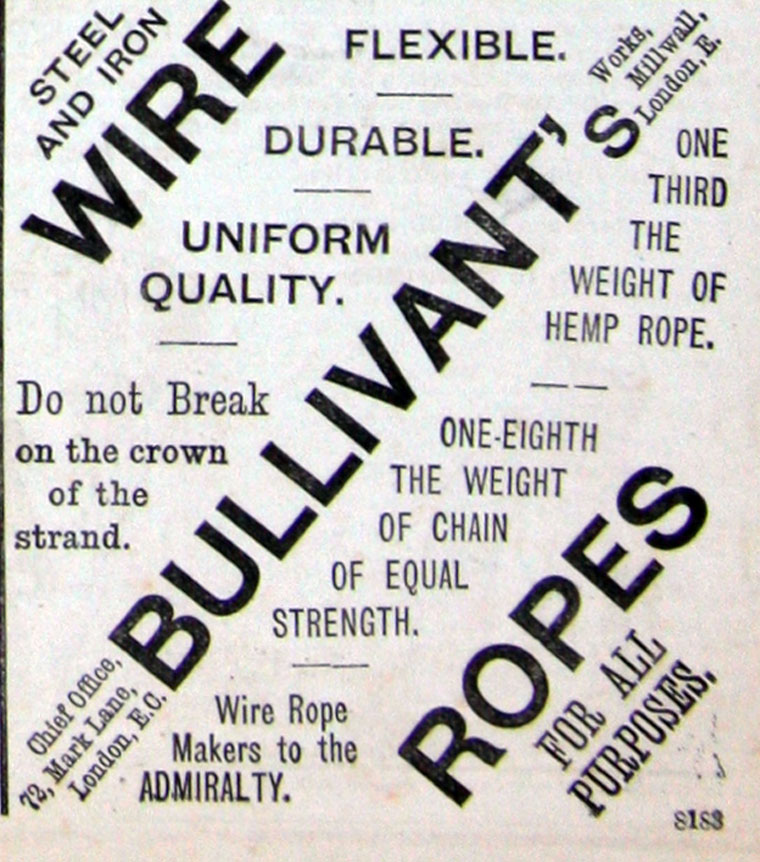 STEEL
AND IRON
WIRE
FLEXIBLE.
DURABLE.
UNIFORM
QUALITY.
Do not Break
on the crown
of the
strand.
BULLIVANT'S
Works,
Millwall,
London, E.
ONE
THIRD
THE
WEIGHT OF
HEMP ROPE.
ONE-EIGHTH
THE WEIGHT
OF CHAIN
OF EQUAL
STRENGTH.
Chief Office,
72, Mark Lane,
London, E.C.
Wire Rope
Makers to the
ADMIRALTY.
ROPES
FOR ALL
PURPOSES.
8183